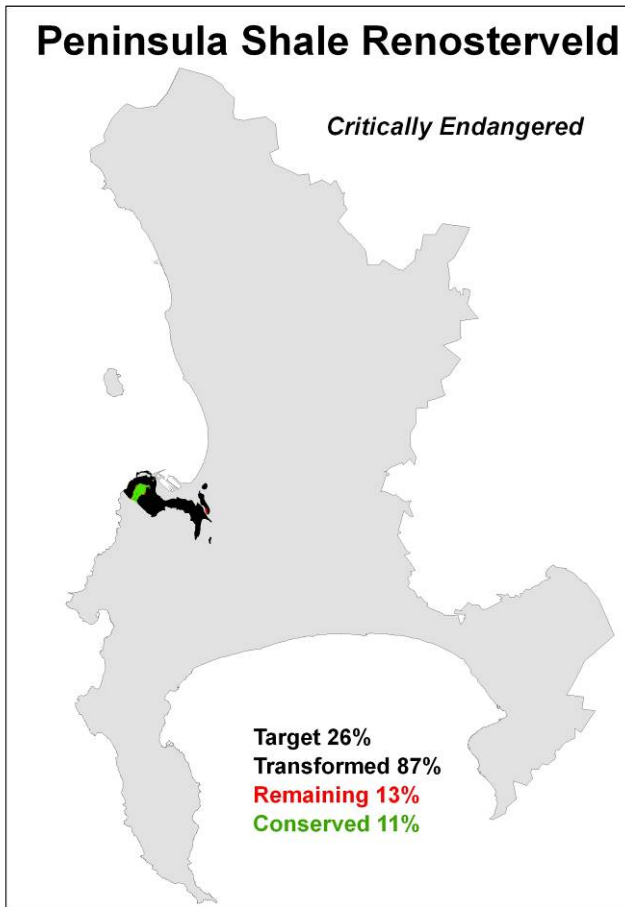 Peninsula Shale Renosterveld
Critically Endangered
Target 26%
Transformed 87%
Remaining 13%
Conserved 11%